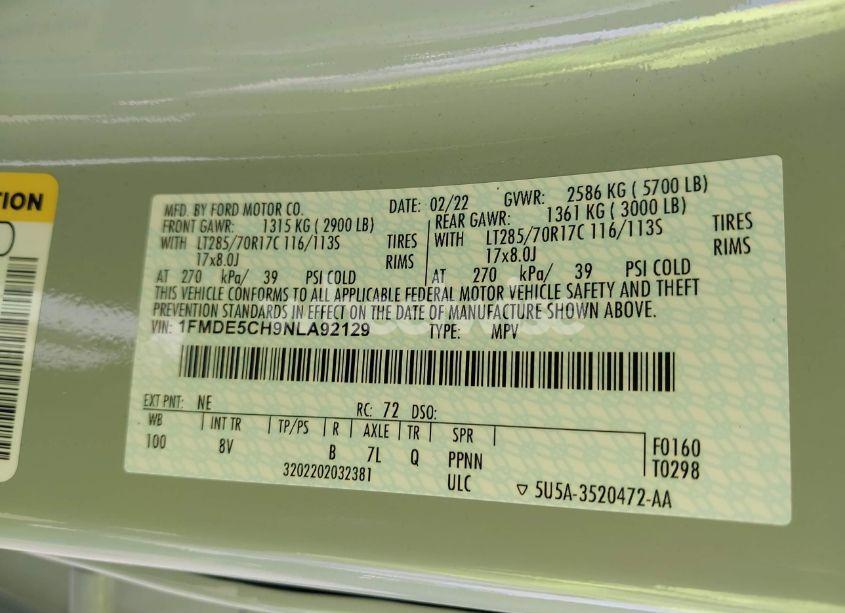 TION
MFD. BY FORD MOTOR CO. DATE: 02/22 GVWR: 2586 KG ( 5700 LB)
FRONT GAWR: 1315 KG ( 2900 LB) REAR GAWR: 1361 KG ( 3000 LB)
WITH LT285/70R17C 116/113S TIRES WITH LT285/70R17C 116/113S TIRES
17x8.0J RIMS 17x8.0J RIMS
AT 270 kPa/ 39 PSI COLD AT 270 kPa/ 39 PSI COLD
THIS VEHICLE CONFORMS TO ALL APPLICABLE FEDERAL MOTOR VEHICLE SAFETY AND THEFT
PREVENTION STANDARDS IN EFFECT ON THE DATE OF MANUFACTURE SHOWN ABOVE.
VIN: 1FMDE5CH9NLA92129 TYPE: MPV
EXT PNT: NE RC: 72 DSO:
WB INT TR TP/PS R AXLE TR SPR F0160
100 8V B 7L Q PPNN T0298
3202202032381 ULC 5U5A-3520472-AA